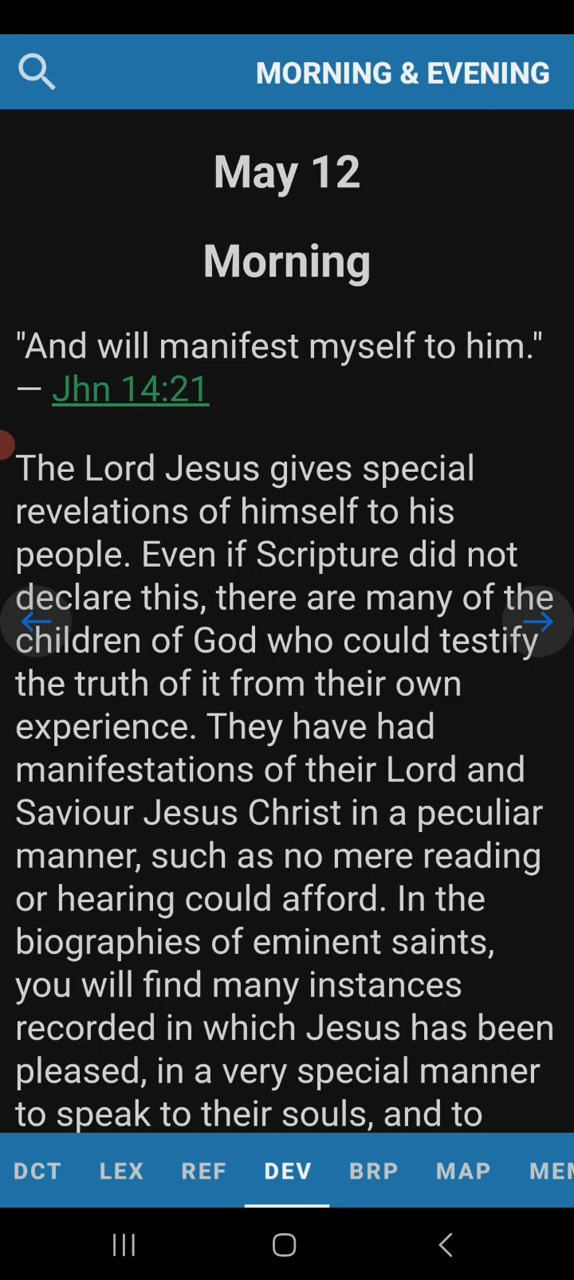 MORNING & EVENING
May 12
Morning
"And will manifest myself to him."
— Jhn 14:21
The Lord Jesus gives special
revelations of himself to his
people. Even if Scripture did not
declare this, there are many of the
children of God who could testify
the truth of it from their own
experience. They have had
manifestations of their Lord and
Saviour Jesus Christ in a peculiar
manner, such as no mere reading
or hearing could afford. In the
biographies of eminent saints,
you will find many instances
recorded in which Jesus has been
pleased, in a very special manner
to speak to their souls, and to
DCT LEX REF DEV BRP MAP